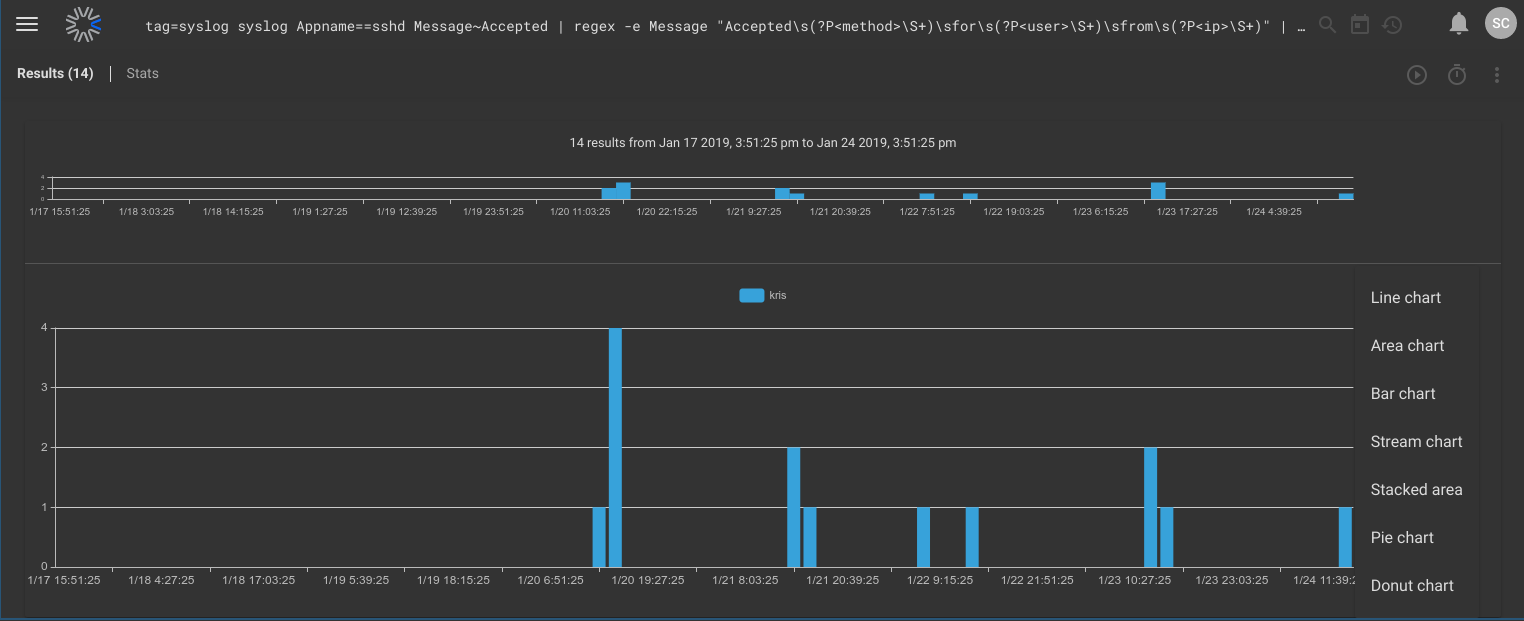 tag=syslog syslog Appname==sshd Message~Accepted | regex -e Message "Accepted\s(?P<method>\S+)\sfor\s(?P<user>\S+)\sfrom\s(?P<ip>\S+)" | …
SC
Results (14) | Stats
14 results from Jan 17 2019, 3:51:25 pm to Jan 24 2019, 3:51:25 pm
4
2
0
1/17 15:51:25 1/18 3:03:25 1/18 14:15:25 1/19 1:27:25 1/19 12:39:25 1/19 23:51:25 1/20 11:03:25 1/20 22:15:25 1/21 9:27:25 1/21 20:39:25 1/22 7:51:25 1/22 19:03:25 1/23 6:15:25 1/23 17:27:25 1/24 4:39:25
kris
4
3
2
1
0
1/17 15:51:25 1/18 4:27:25 1/18 17:03:25 1/19 5:39:25 1/19 18:15:25 1/20 6:51:25 1/20 19:27:25 1/21 8:03:25 1/21 20:39:25 1/22 9:15:25 1/22 21:51:25 1/23 10:27:25 1/23 23:03:25 1/24 11:39:2
Line chart
Area chart
Bar chart
Stream chart
Stacked area
Pie chart
Donut chart